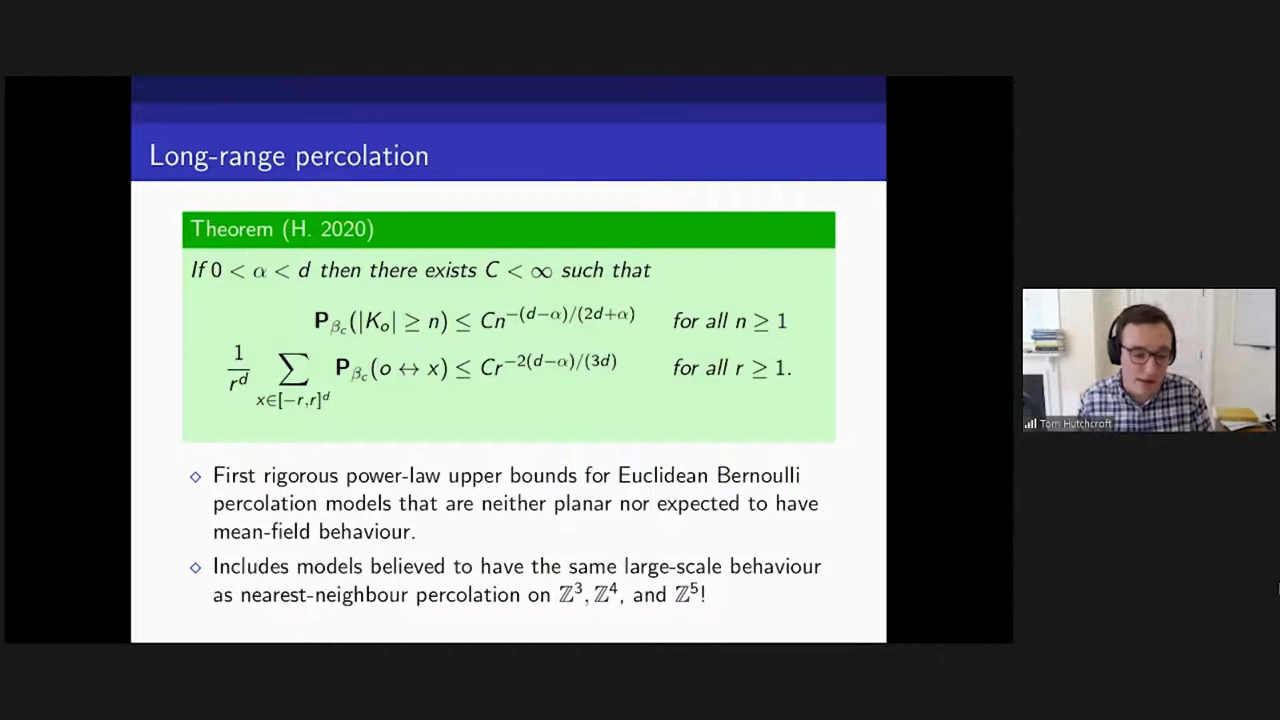 Long-range percolation
Theorem (H. 2020)
If 0 < α < d then there exists C < ∞ such that
P_{β_c}(|K_o| ≥ n) ≤ Cn^{−(d−α)/(2d+α)} for all n ≥ 1
\frac{1}{r^d} \sum_{x∈[−r,r]^d} P_{β_c}(o ↔ x) ≤ Cr^{−2(d−α)/(3d)} for all r ≥ 1.
⋄ First rigorous power-law upper bounds for Euclidean Bernoulli
percolation models that are neither planar nor expected to have
mean-field behaviour.
⋄ Includes models believed to have the same large-scale behaviour
as nearest-neighbour percolation on ℤ³, ℤ⁴, and ℤ⁵!
Tom Hutchcroft